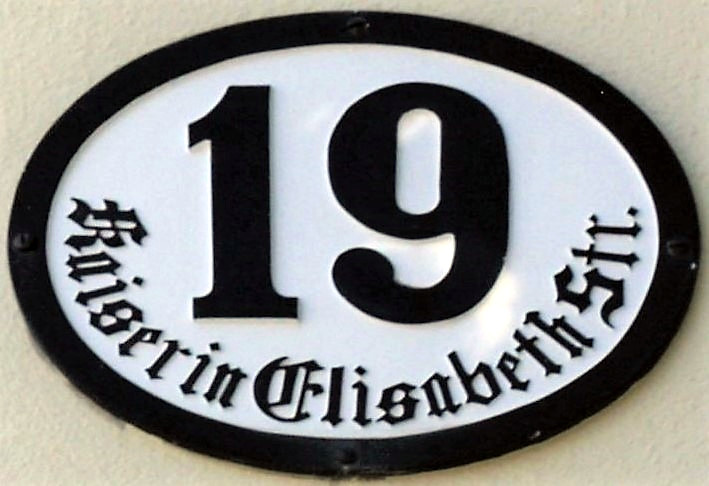 19
Kaiserin Elisabeth Str.